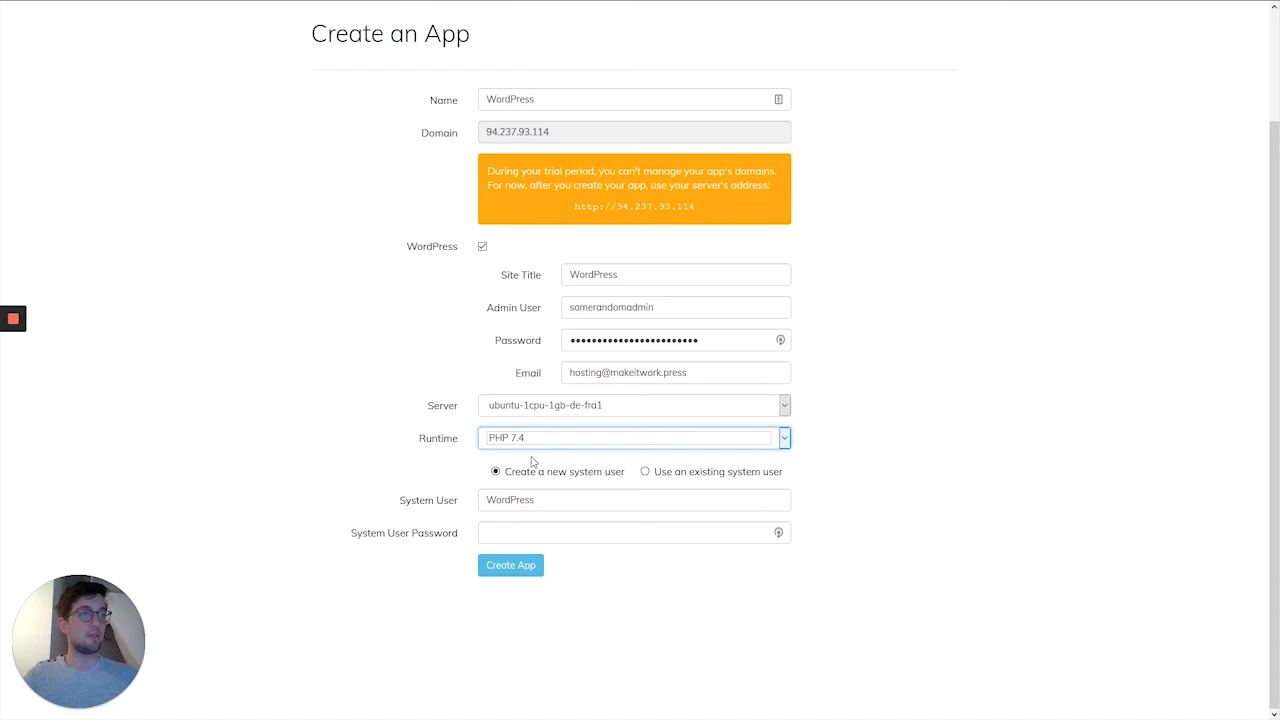 Create an App
Name WordPress
Domain 94.237.93.114
During your trial period, you can't manage your app's domains.
For now, after you create your app, use your server's address:
http://94.237.93.114
WordPress
Site Title WordPress
Admin User somerandomadmin
Password
Email hosting@makeitwork.press
Server ubuntu-1cpu-1gb-de-fra1
Runtime PHP 7.4
Create a new system user Use an existing system user
System User WordPress
System User Password
Create App